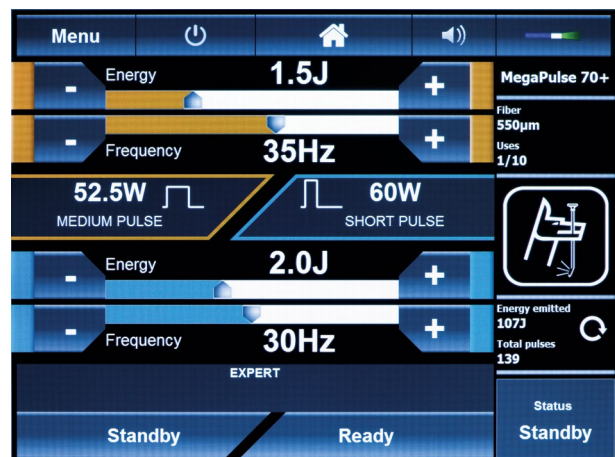 Menu
MegaPulse 70+
Energy
1.5J
-
+
Frequency
35Hz
-
+
Fiber
550µm
Uses
1/10
52.5W
MEDIUM PULSE
60W
SHORT PULSE
Energy
2.0J
-
+
Frequency
30Hz
-
+
Energy emitted
107J
Total pulses
139
EXPERT
Standby
Ready
Status
Standby